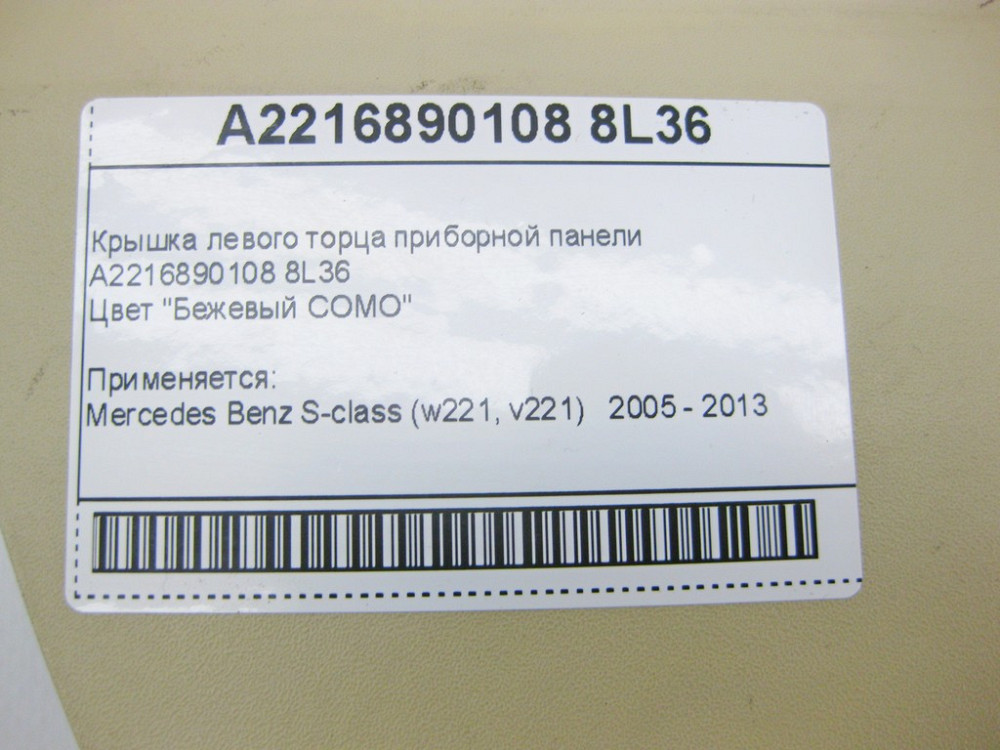 A2216890108 8L36
Крышка левого торца приборной панели
A2216890108 8L36
Цвет "Бежевый СОМО"
Применяется:
Mercedes Benz S-class (w221, v221) 2005 - 2013